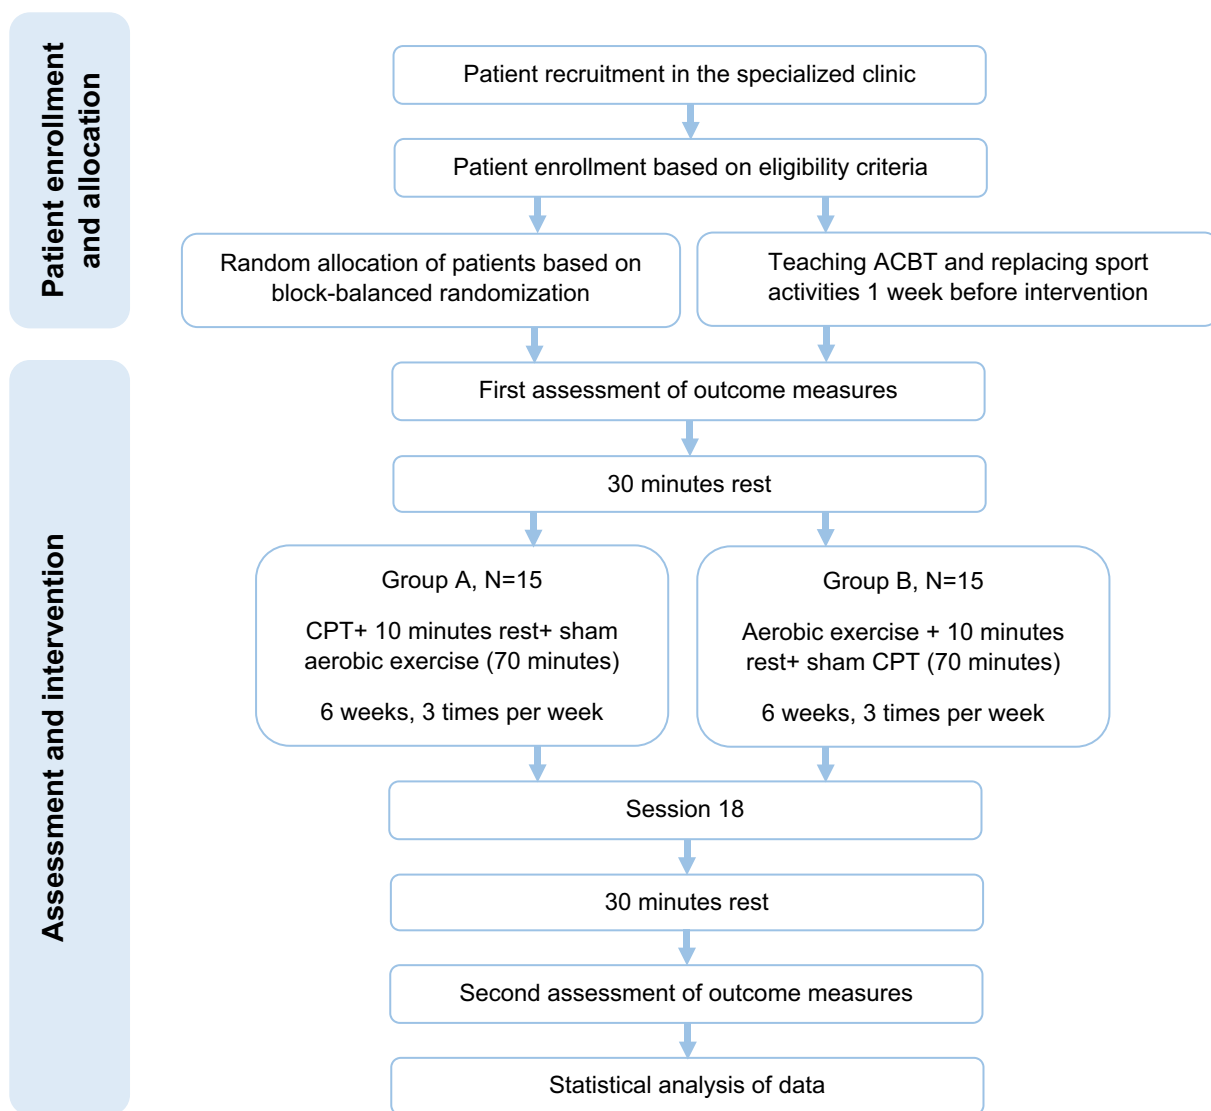 Patient enrollment
and allocation
Patient recruitment in the specialized clinic
Patient enrollment based on eligibility criteria
Random allocation of patients based on
block-balanced randomization
Teaching ACBT and replacing sport
activities 1 week before intervention
Assessment and intervention
First assessment of outcome measures
30 minutes rest
Group A, N=15
CPT+ 10 minutes rest+ sham
aerobic exercise (70 minutes)
6 weeks, 3 times per week
Group B, N=15
Aerobic exercise + 10 minutes
rest+ sham CPT (70 minutes)
6 weeks, 3 times per week
Session 18
30 minutes rest
Second assessment of outcome measures
Statistical analysis of data